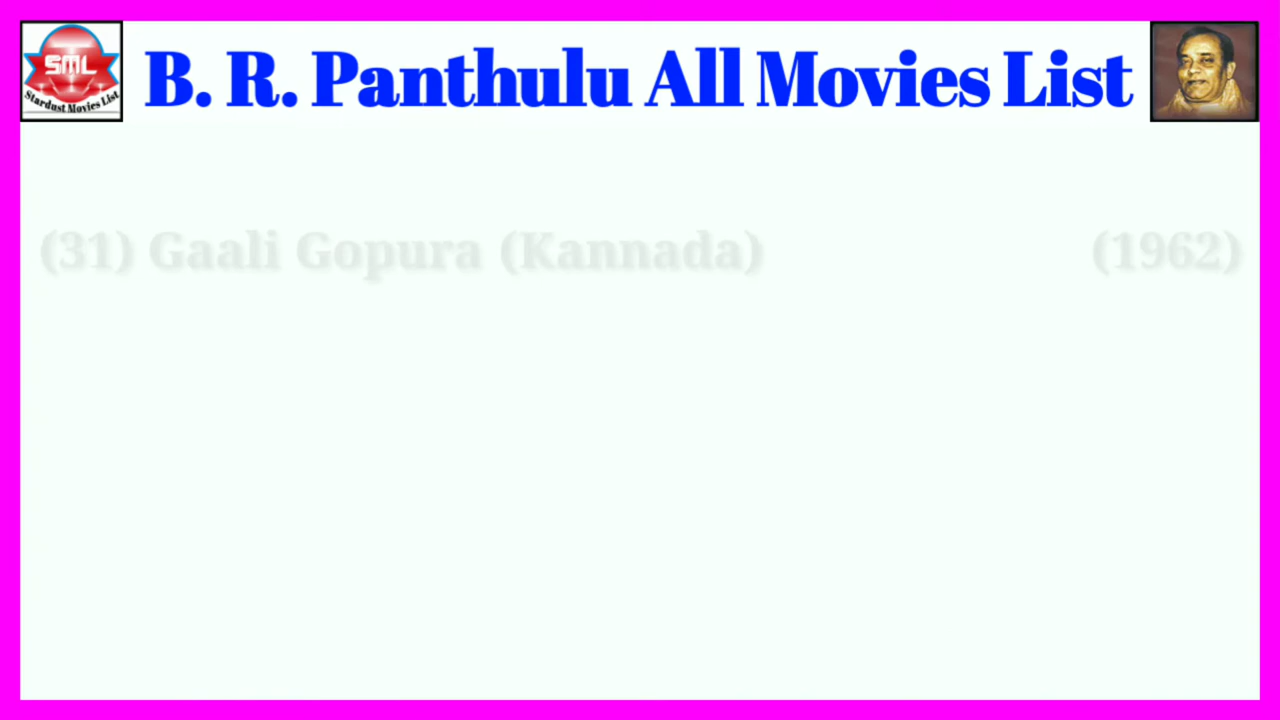 SML
Stardust Movies List
B. R. Panthulu All Movies List
(31) Gaali Gopura (Kannada) (1962)